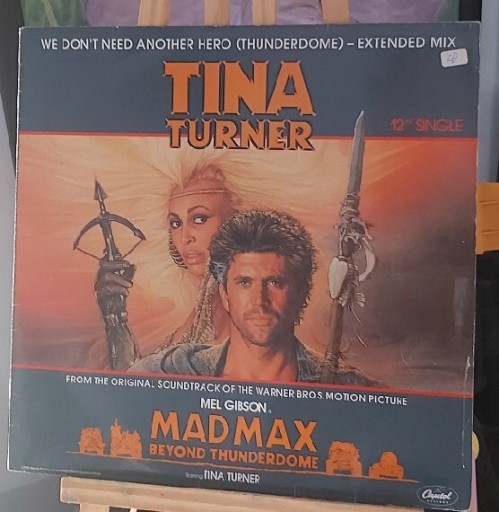 WE DON'T NEED ANOTHER HERO (THUNDERDOME) – EXTENDED MIX
TINA
TURNER
12" SINGLE
FROM THE ORIGINAL SOUNDTRACK OF THE WARNER BROS. MOTION PICTURE
MEL GIBSON
MAD MAX
BEYOND THUNDERDOME
TINA TURNER
Capitol